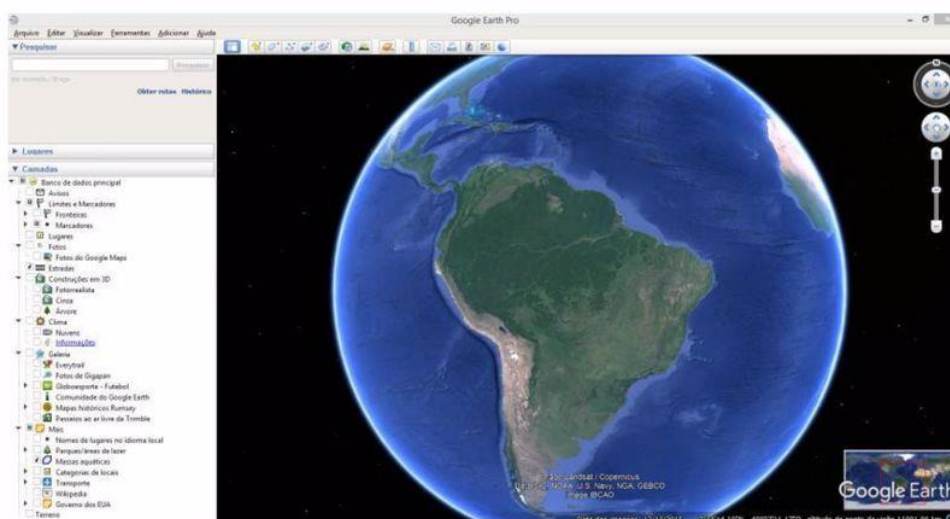 Google Earth Pro
Arquivo Editar Visualizar Ferramentas Adicionar Ajuda
Pesquisar
Pesquisar
Obter rotas Histórico
Lugares
Camadas
Banco de dados principal
Avisos
Limites e Marcadores
Fronteiras
Marcadores
Lugares
Fotos
Fotos do Google Maps
Estradas
Construções em 3D
Fotorrealista
Cinza
Árvore
Clima
Nuvens
Informações
Galeria
Everytrail
Fotos de Gigapan
Globoesporte - Futebol
Comunidade do Google Earth
Mapas históricos Rumsey
Passeios ao ar livre da Trimble
Mais
Nomes de lugares no idioma local
Parques/áreas de lazer
Massas aquáticas
Categorias de locais
Transporte
Wikipedia
Governo dos EUA
Terreno
Landsat / Copernicus
NOAA, U.S. Navy, NGA, GEBCO
Image IBCAO
Google Earth